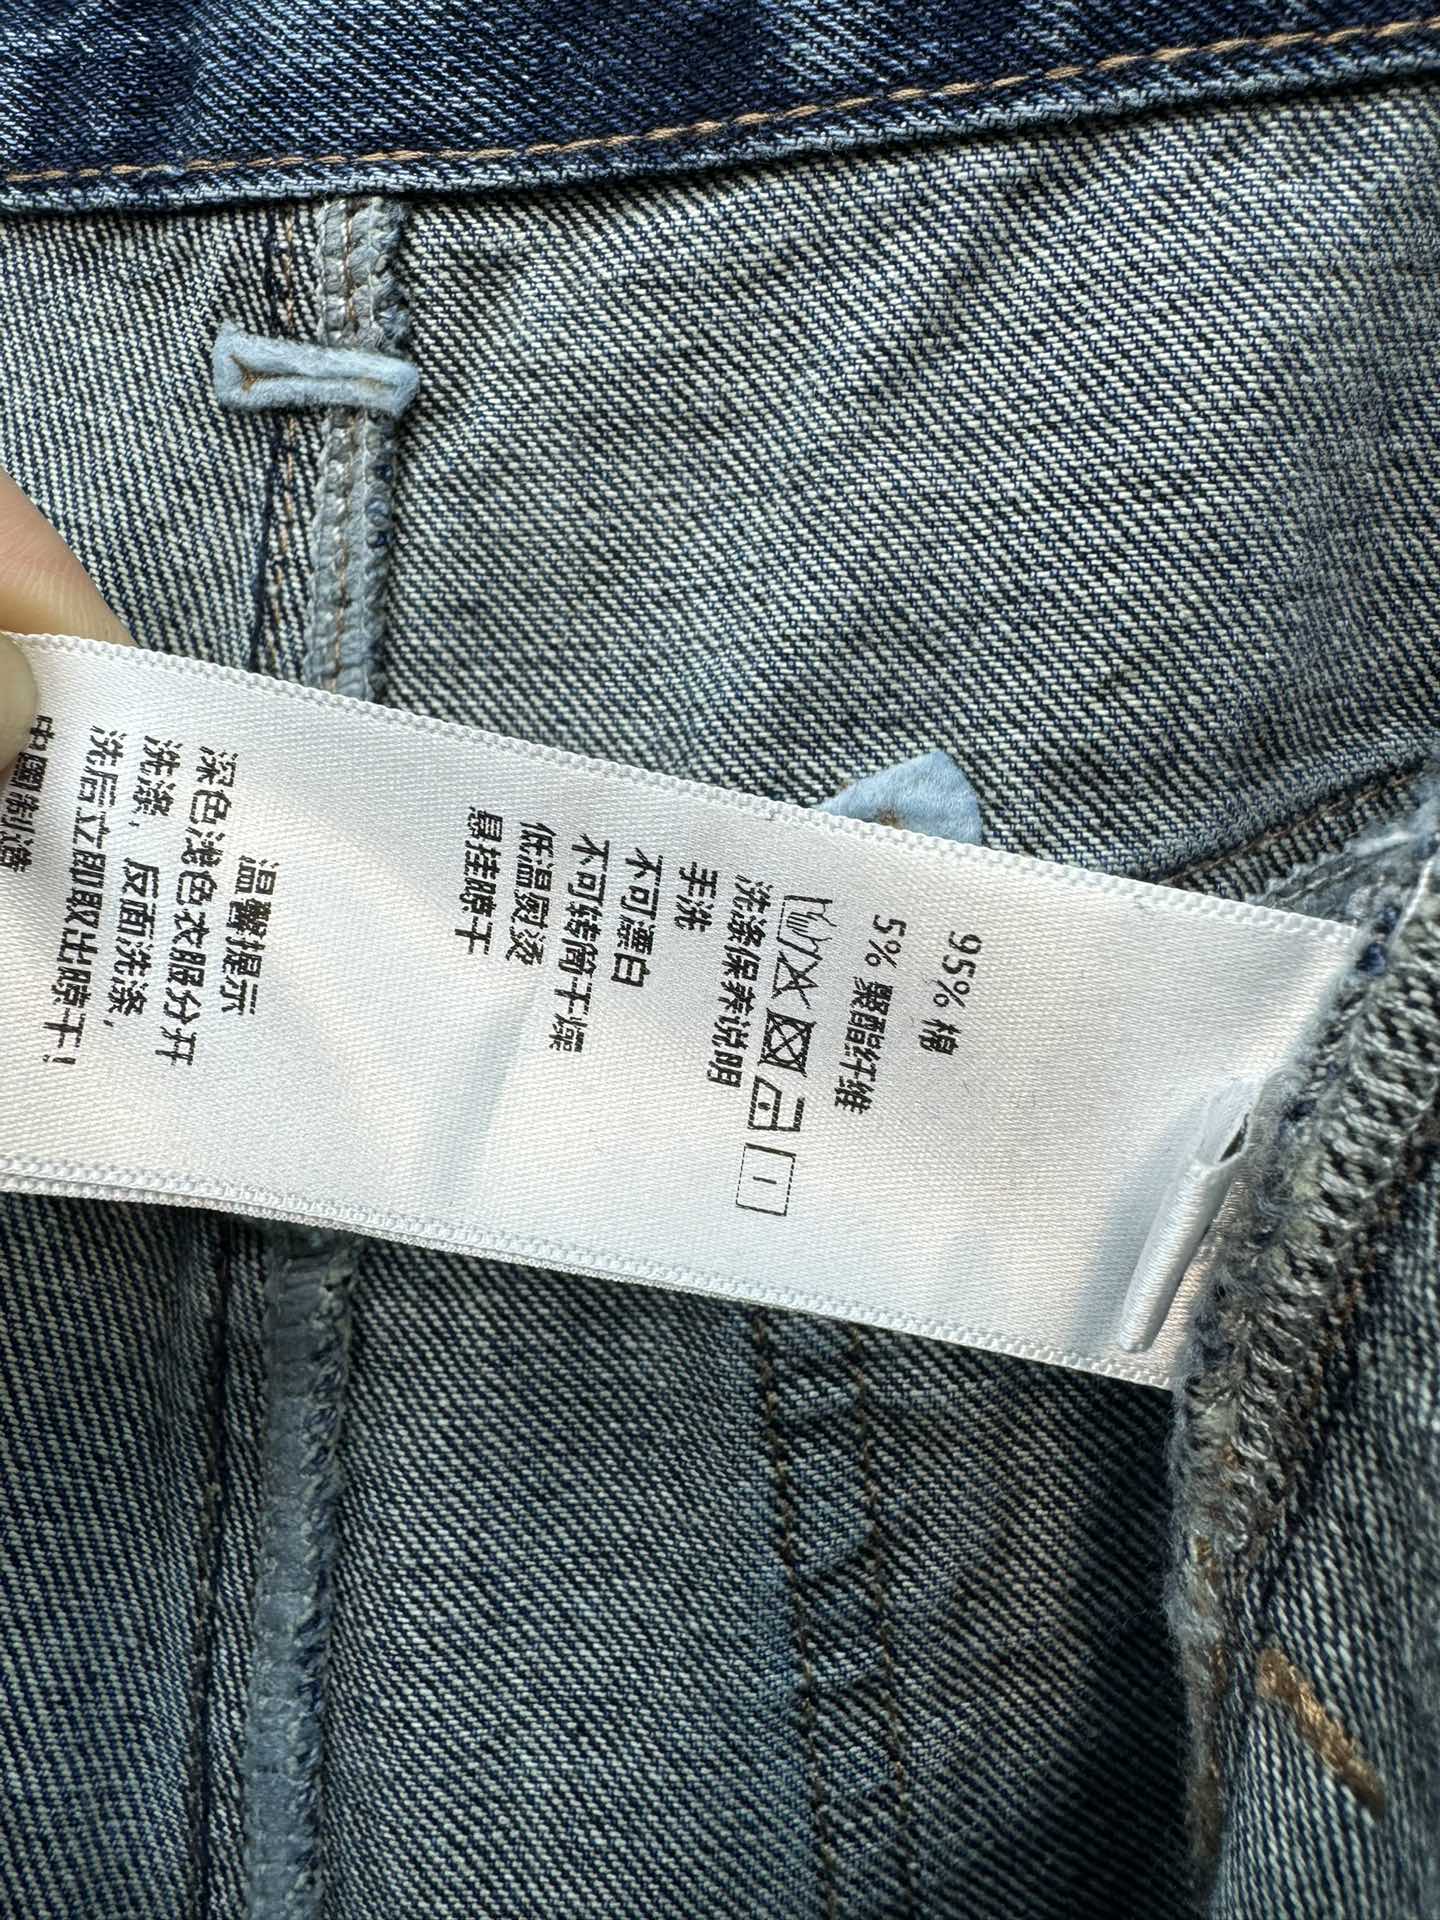 95% 棉
5% 聚酯纤维
洗涤保养说明
手洗
不可漂白
不可转筒干燥
低温熨烫
悬挂晾干
温馨提示
深色浅色衣服分开
洗涤，反面洗涤，
洗后立即取出晾干！
中国制造